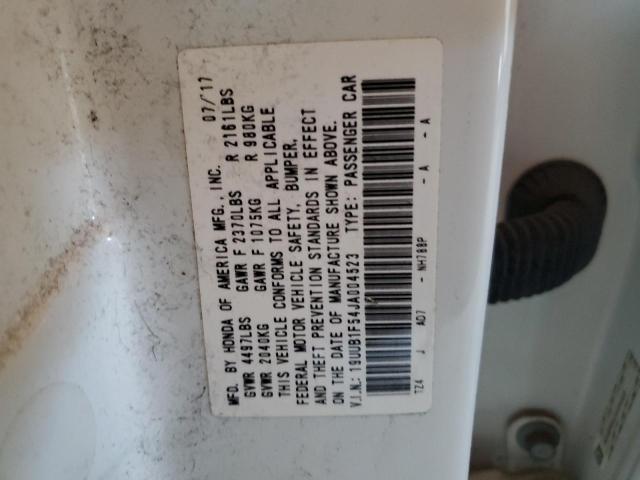 MFD. BY HONDA OF AMERICA MFG., INC. 07/17
GVWR 4497LBS GAWR F 2370LBS R 2161LBS
GVWR 2040KG GAWR F 1075KG R 980KG
THIS VEHICLE CONFORMS TO ALL APPLICABLE
FEDERAL MOTOR VEHICLE SAFETY, BUMPER,
AND THEFT PREVENTION STANDARDS IN EFFECT
ON THE DATE OF MANUFACTURE SHOWN ABOVE.
V.I.N.: 19UUB1F54JA004523 TYPE: PASSENGER CAR
TZ4 J AD7 - NH788P - A - A